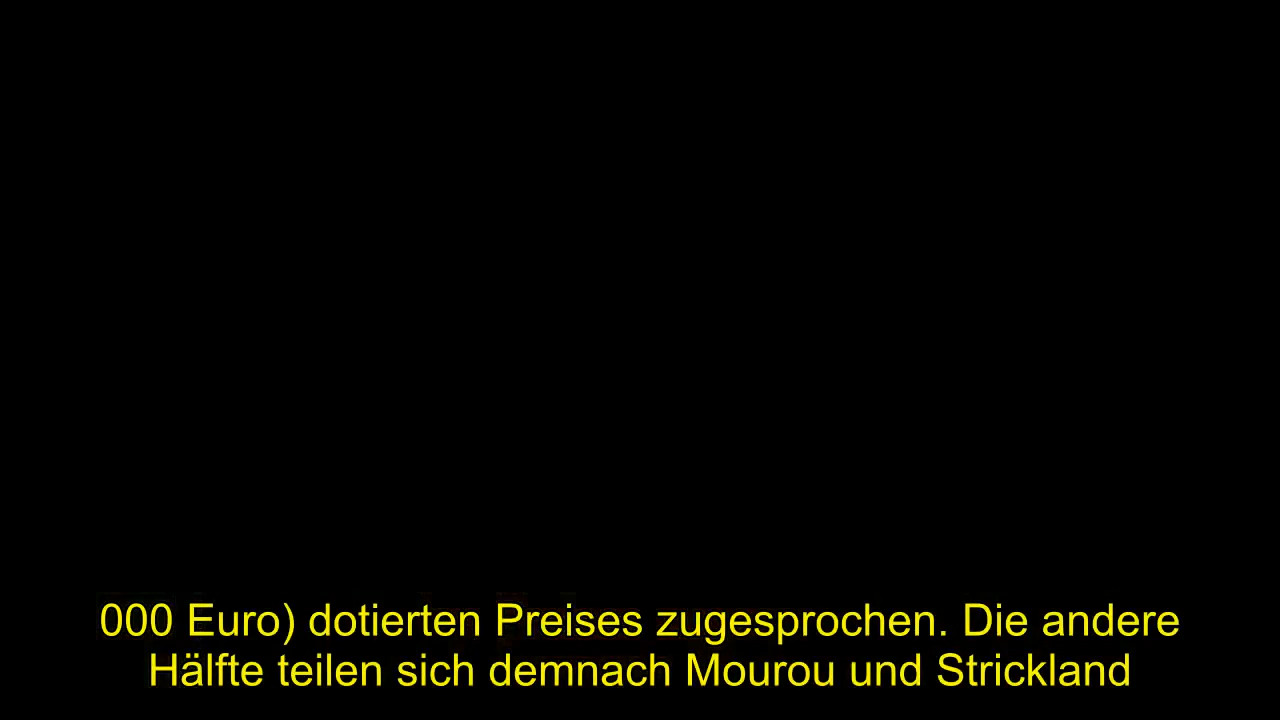 000 Euro) dotierten Preises zugesprochen. Die andere
Hälfte teilen sich demnach Mourou und Strickland